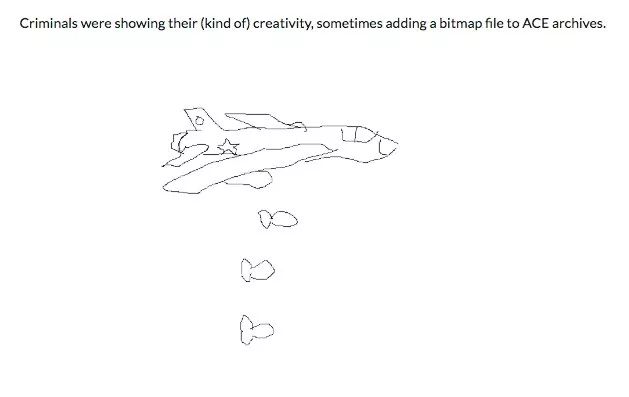 Criminals were showing their (kind of) creativity, sometimes adding a bitmap file to ACE archives.